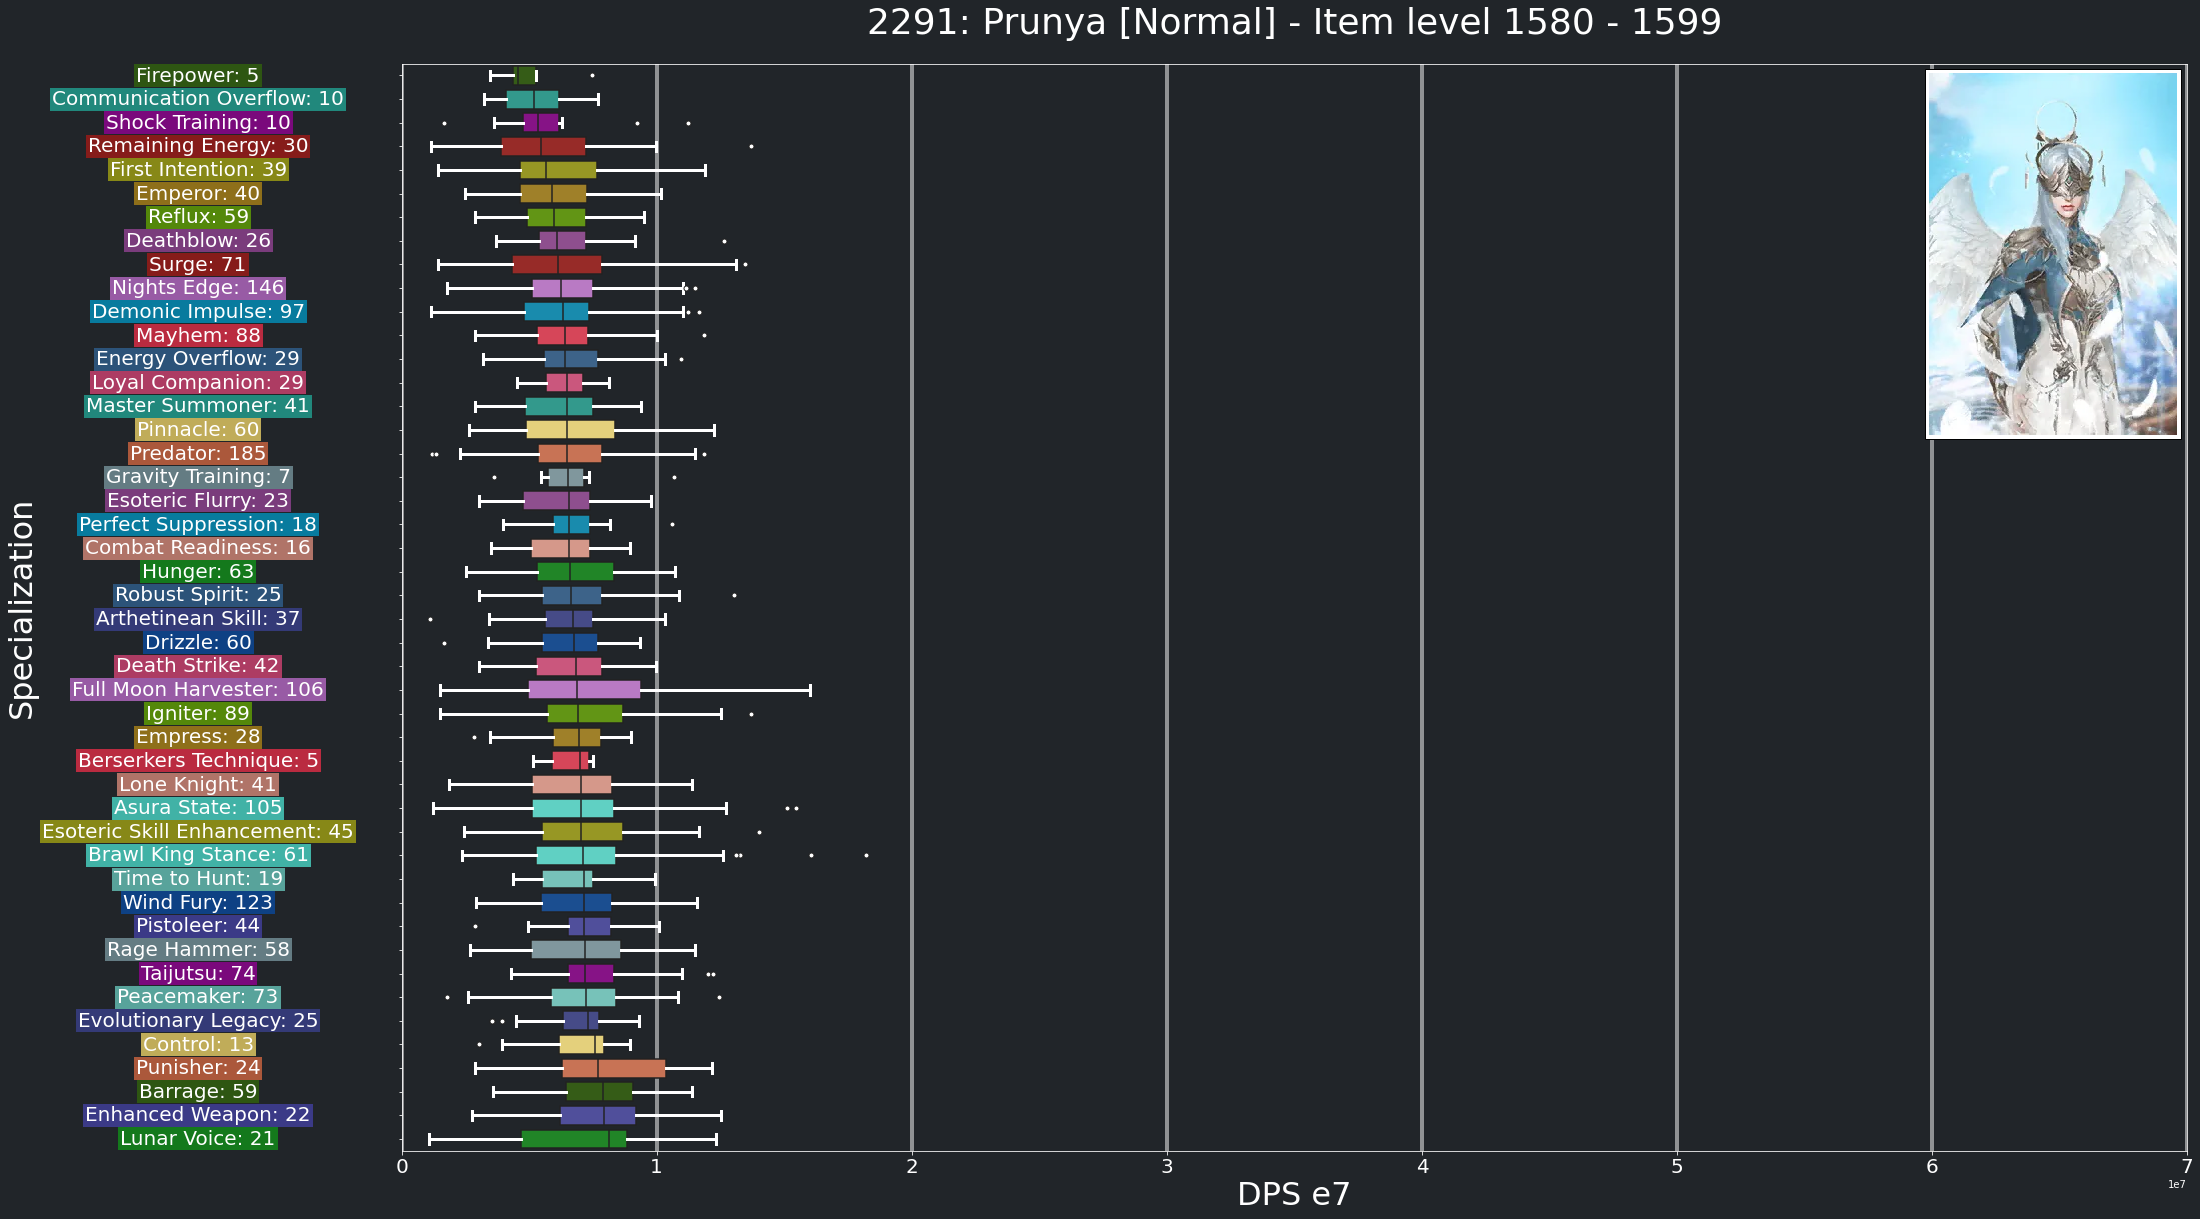 2291: Prunya [Normal] - Item level 1580 - 1599
Specialization
Firepower: 5
Communication Overflow: 10
Shock Training: 10
Remaining Energy: 30
First Intention: 39
Emperor: 40
Reflux: 59
Deathblow: 26
Surge: 71
Nights Edge: 146
Demonic Impulse: 97
Mayhem: 88
Energy Overflow: 29
Loyal Companion: 29
Master Summoner: 41
Pinnacle: 60
Predator: 185
Gravity Training: 7
Esoteric Flurry: 23
Perfect Suppression: 18
Combat Readiness: 16
Hunger: 63
Robust Spirit: 25
Arthetinean Skill: 37
Drizzle: 60
Death Strike: 42
Full Moon Harvester: 106
Igniter: 89
Empress: 28
Berserkers Technique: 5
Lone Knight: 41
Asura State: 105
Esoteric Skill Enhancement: 45
Brawl King Stance: 61
Time to Hunt: 19
Wind Fury: 123
Pistoleer: 44
Rage Hammer: 58
Taijutsu: 74
Peacemaker: 73
Evolutionary Legacy: 25
Control: 13
Punisher: 24
Barrage: 59
Enhanced Weapon: 22
Lunar Voice: 21
0 1 2 3 4 5 6 7
1e7
DPS e7